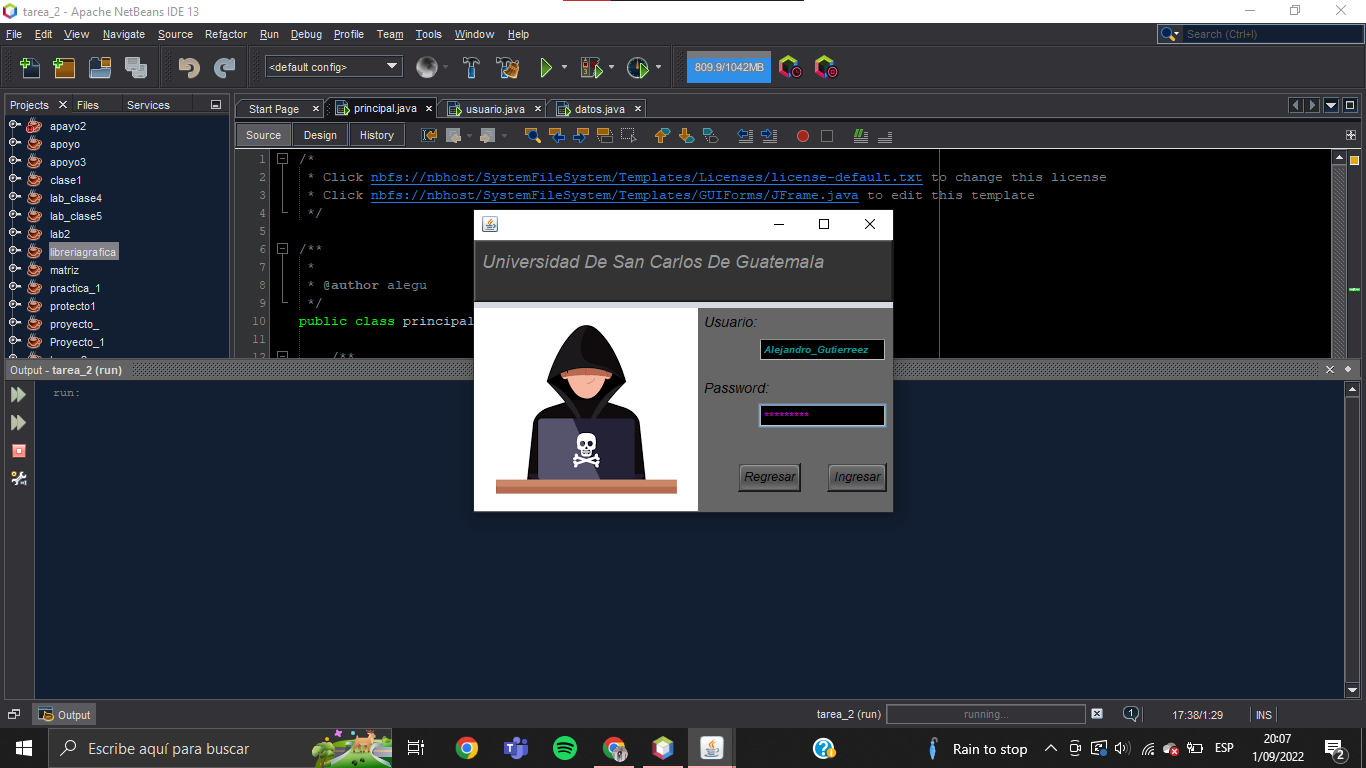 tarea_2 - Apache NetBeans IDE 13
File Edit View Navigate Source Refactor Run Debug Profile Team Tools Window Help
Search (Ctrl+I)
<default config>
809.9/1042MB
Projects Files Services
Start Page principal.java usuario.java datos.java
Source Design History
apayo2
apoyo
apoyo3
clase1
lab_clase4
lab_clase5
lab2
libreriagrafica
matriz
practica_1
protecto1
proyecto_
Proyecto_1
1 /*
2 * Click nbfs://nbhost/SystemFileSystem/Templates/Licenses/license-default.txt to change this license
3 * Click nbfs://nbhost/SystemFileSystem/Templates/GUIForms/JFrame.java to edit this template
4 */
5
6 /**
7 *
8 * @author alegu
9 */
10 public class principal
11
12 /**
Universidad De San Carlos De Guatemala
Usuario:
Alejandro_Gutierreez
Password:
*********
Regresar Ingresar
Output - tarea_2 (run)
run:
Output
tarea_2 (run) running... 1 17:38/1:29 INS
Escribe aquí para buscar
Rain to stop
ESP
20:07
1/09/2022
2